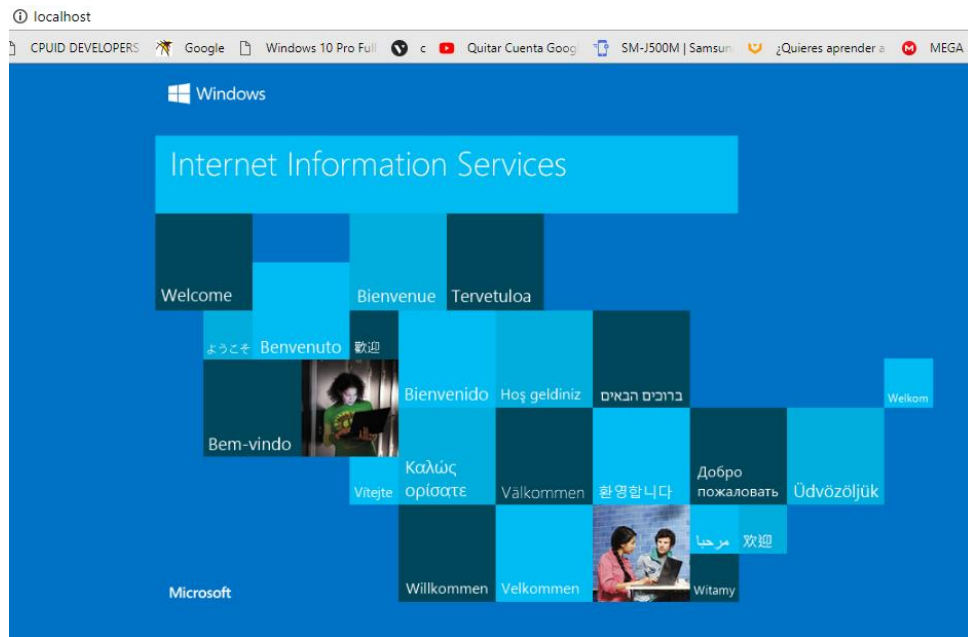 localhost
CPUID DEVELOPERS Google Windows 10 Pro Full c Quitar Cuenta Goog SM-J500M | Samsun ¿Quieres aprender a MEGA
Windows
Internet Information Services
Welcome
Bienvenue
Tervetuloa
ようこそ
Benvenuto
歡迎
Bienvenido
Hoş geldiniz
ברוכים הבאים
Welkom
Bem-vindo
Vítejte
Καλώς
ορίσατε
Välkommen
환영합니다
Добро
пожаловать
Üdvözöljük
مرحبا
欢迎
Willkommen
Velkommen
Witamy
Microsoft